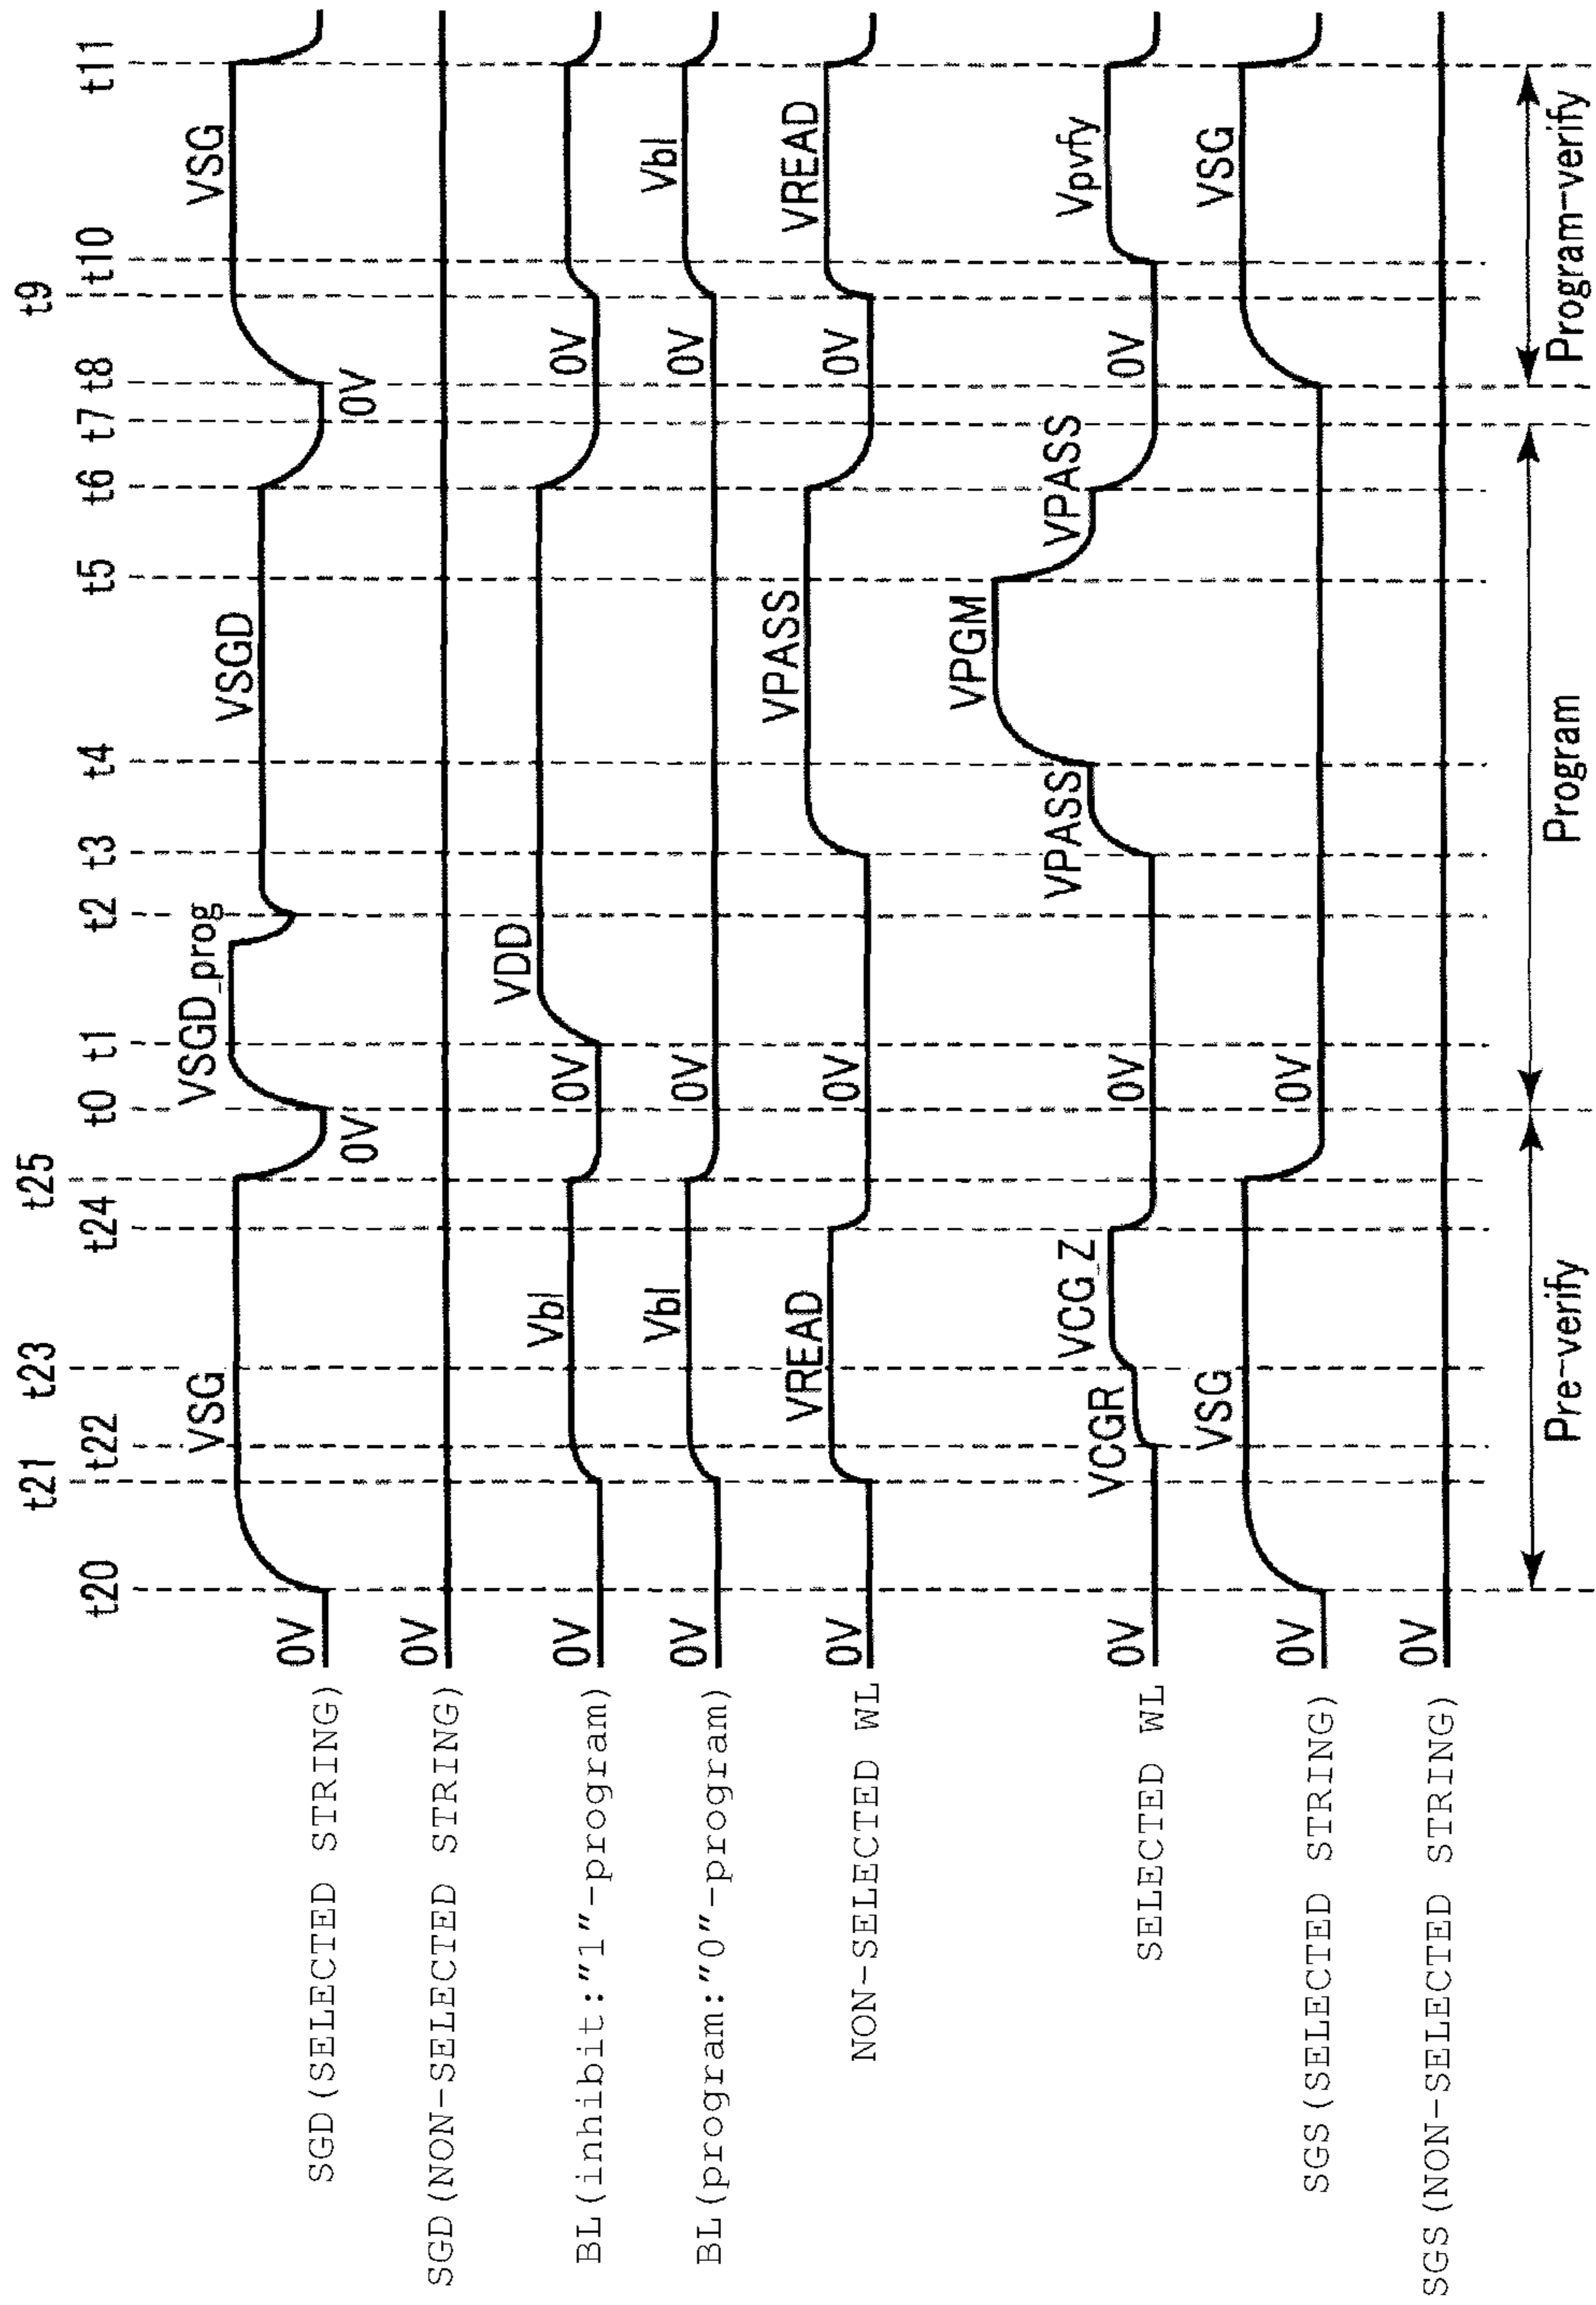 t20 t21 t22 t23 t24 t25 t0 t1 t2 t3 t4 t5 t6 t7 t8 t9 t10 t11
SGD(SELECTED STRING) 0V VSG 0V VSGD_prog VSGD 0V VSG
SGD(NON-SELECTED STRING) 0V
BL(inhibit:"1"-program) 0V Vbl 0V VDD 0V
BL(program:"0"-program) 0V Vbl 0V 0V Vbl
NON-SELECTED WL 0V VREAD 0V VPASS 0V VREAD
SELECTED WL 0V VCGR VCG_Z 0V VPASS VPGM VPASS 0V Vpvfy
SGS(SELECTED STRING) 0V VSG 0V VSG
SGS(NON-SELECTED STRING) 0V
Pre-verify Program Program-verify